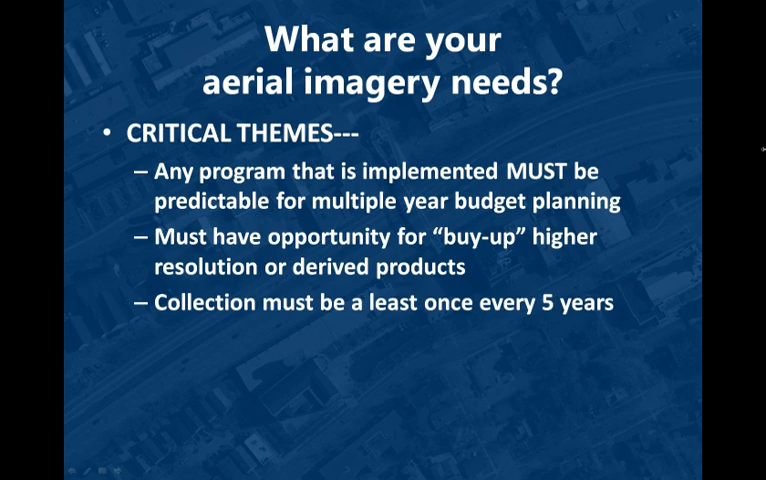 What are your
aerial imagery needs?
• CRITICAL THEMES---
– Any program that is implemented MUST be
predictable for multiple year budget planning
– Must have opportunity for “buy-up” higher
resolution or derived products
– Collection must be a least once every 5 years